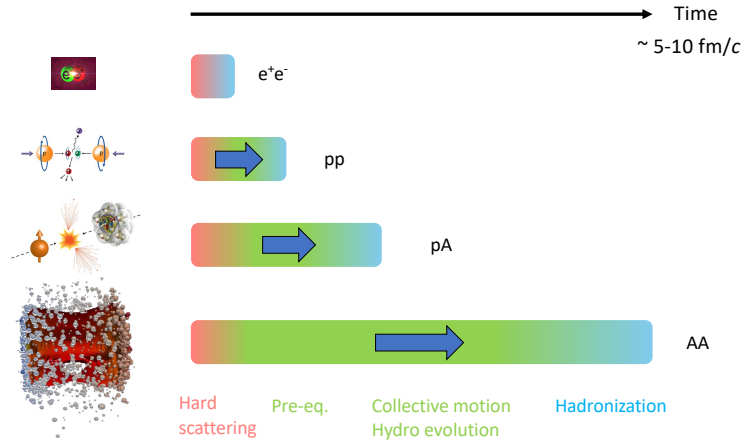 Time
~ 5-10 fm/c
e
e⁺e⁻
p
p
pp
pA
AA
Hard
scattering
Pre-eq.
Collective motion
Hydro evolution
Hadronization